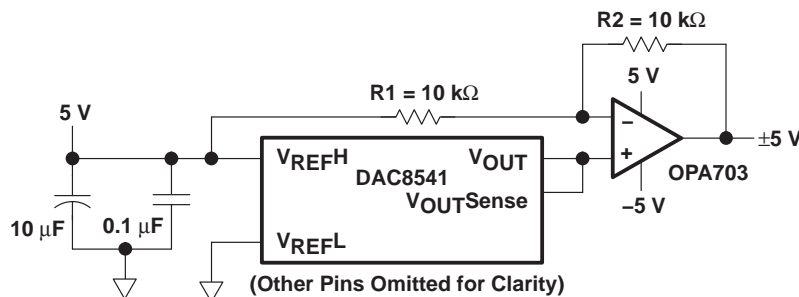 R2 = 10 kΩ
5 V
R1 = 10 kΩ
5 V
–
±5 V
VREFH
VOUT
+
DAC8541
OPA703
VOUTSense
–5 V
10 μF
0.1 μF
VREFL
(Other Pins Omitted for Clarity)